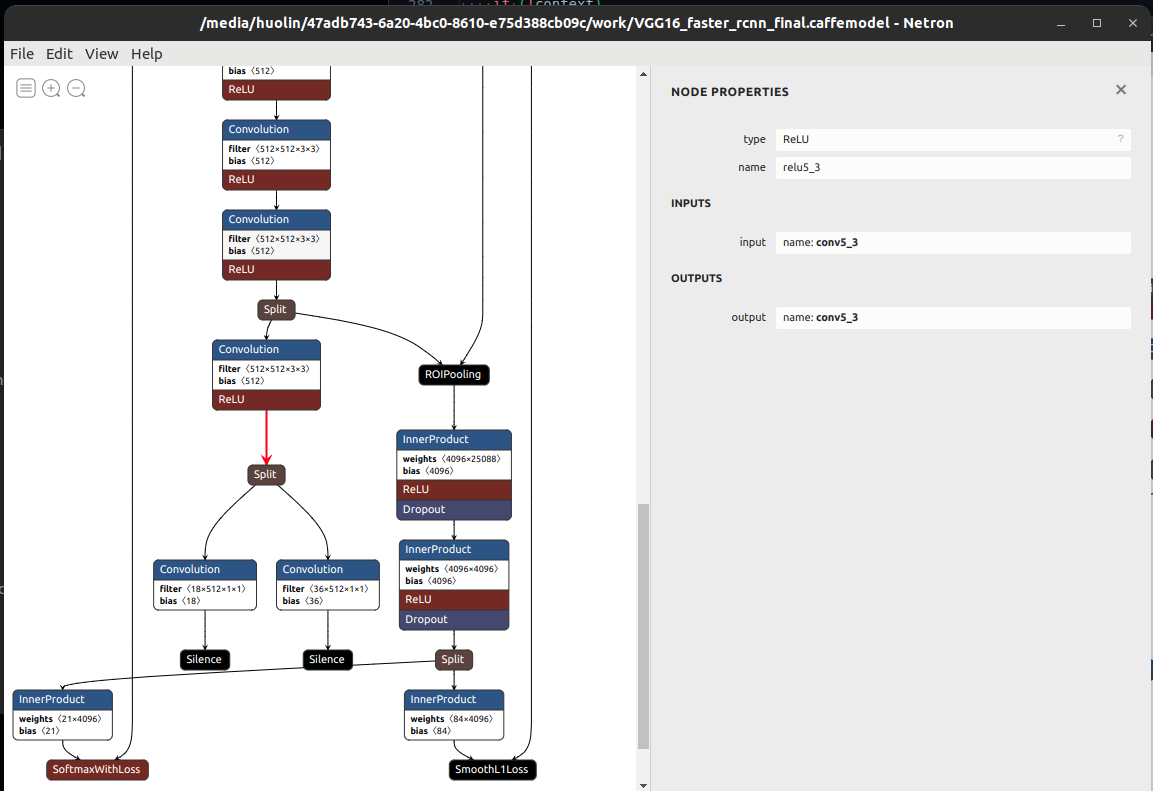 282 if (!context)
/media/huolin/47adb743-6a20-4bc0-8610-e75d388cb09c/work/VGG16_faster_rcnn_final.caffemodel - Netron
File Edit View Help
bias ⟨512⟩
ReLU
Convolution
filter ⟨512×512×3×3⟩
bias ⟨512⟩
ReLU
Convolution
filter ⟨512×512×3×3⟩
bias ⟨512⟩
ReLU
Split
Convolution
filter ⟨512×512×3×3⟩
bias ⟨512⟩
ReLU
ROIPooling
InnerProduct
weights ⟨4096×25088⟩
bias ⟨4096⟩
ReLU
Dropout
Split
InnerProduct
weights ⟨4096×4096⟩
bias ⟨4096⟩
ReLU
Dropout
Convolution
filter ⟨18×512×1×1⟩
bias ⟨18⟩
Convolution
filter ⟨36×512×1×1⟩
bias ⟨36⟩
Silence
Silence
Split
InnerProduct
weights ⟨21×4096⟩
bias ⟨21⟩
InnerProduct
weights ⟨84×4096⟩
bias ⟨84⟩
SoftmaxWithLoss
SmoothL1Loss
NODE PROPERTIES
type ReLU ?
name relu5_3
INPUTS
input name: conv5_3
OUTPUTS
output name: conv5_3